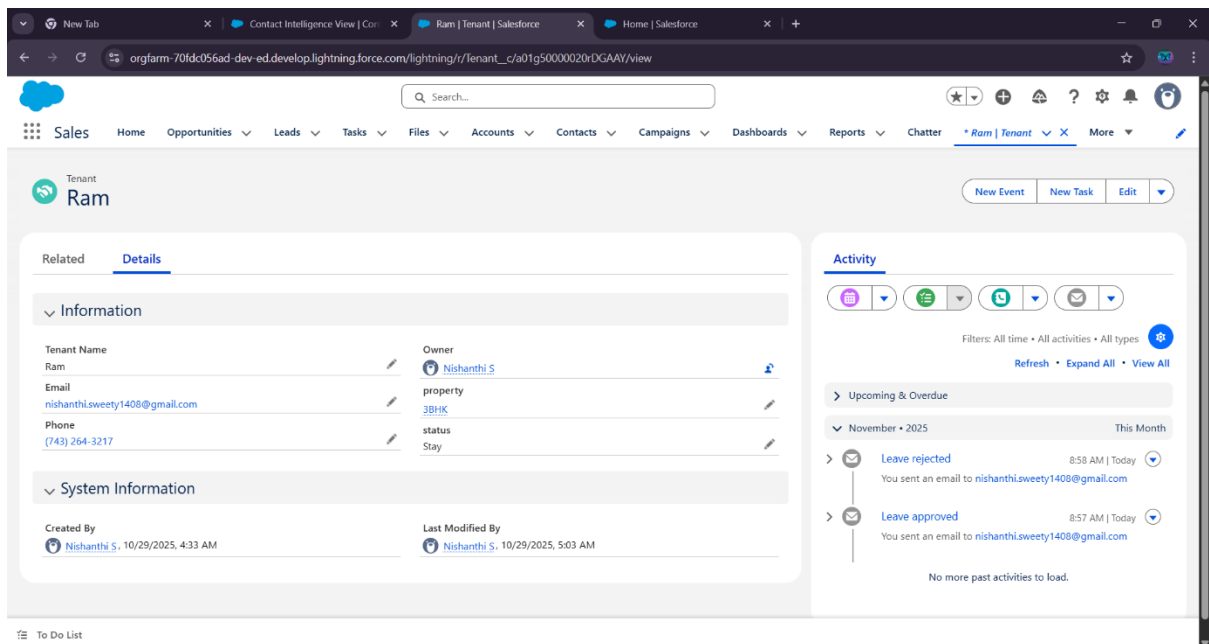 New Tab
Contact Intelligence View | Con
Ram | Tenant | Salesforce
Home | Salesforce
orgfarm-70fdc056ad-dev-ed.develop.lightning.force.com/lightning/r/Tenant__c/a01g50000020rDGAAY/view
Search...
Sales Home Opportunities Leads Tasks Files Accounts Contacts Campaigns Dashboards Reports Chatter * Ram | Tenant More
Tenant
Ram
New Event New Task Edit
Related Details
Information
Tenant Name
Ram
Email
nishanthi.sweety1408@gmail.com
Phone
(743) 264-3217
Owner
Nishanthi S
property
3BHK
status
Stay
System Information
Created By
Nishanthi S, 10/29/2025, 4:33 AM
Last Modified By
Nishanthi S, 10/29/2025, 5:03 AM
Activity
Filters: All time • All activities • All types
Refresh • Expand All • View All
Upcoming & Overdue
November • 2025 This Month
Leave rejected 8:58 AM | Today
You sent an email to nishanthi.sweety1408@gmail.com
Leave approved 8:57 AM | Today
You sent an email to nishanthi.sweety1408@gmail.com
No more past activities to load.
To Do List